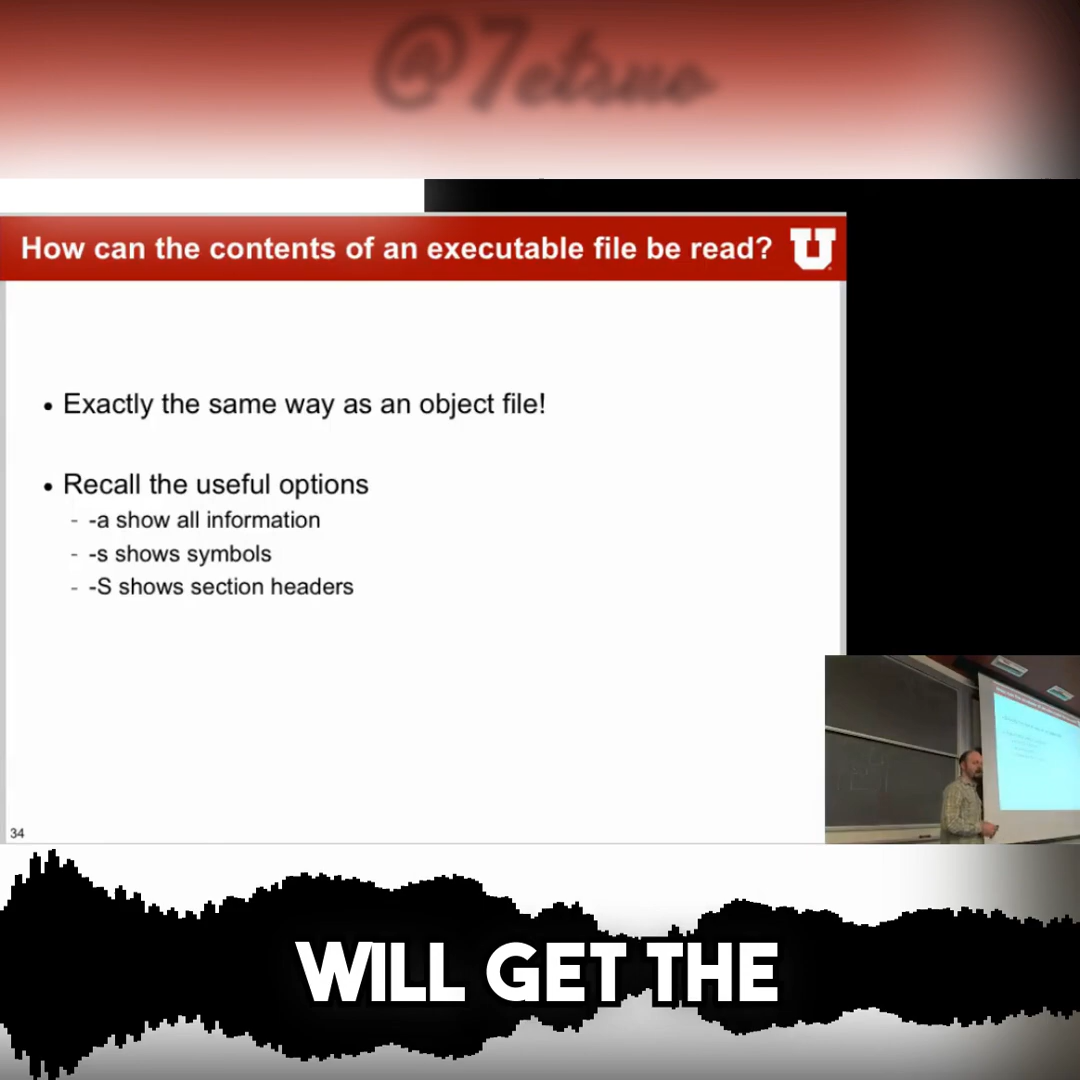 @7etsuo
How can the contents of an executable file be read?
U
• Exactly the same way as an object file!
• Recall the useful options
- -a show all information
- -s shows symbols
- -S shows section headers
34
WILL GET THE